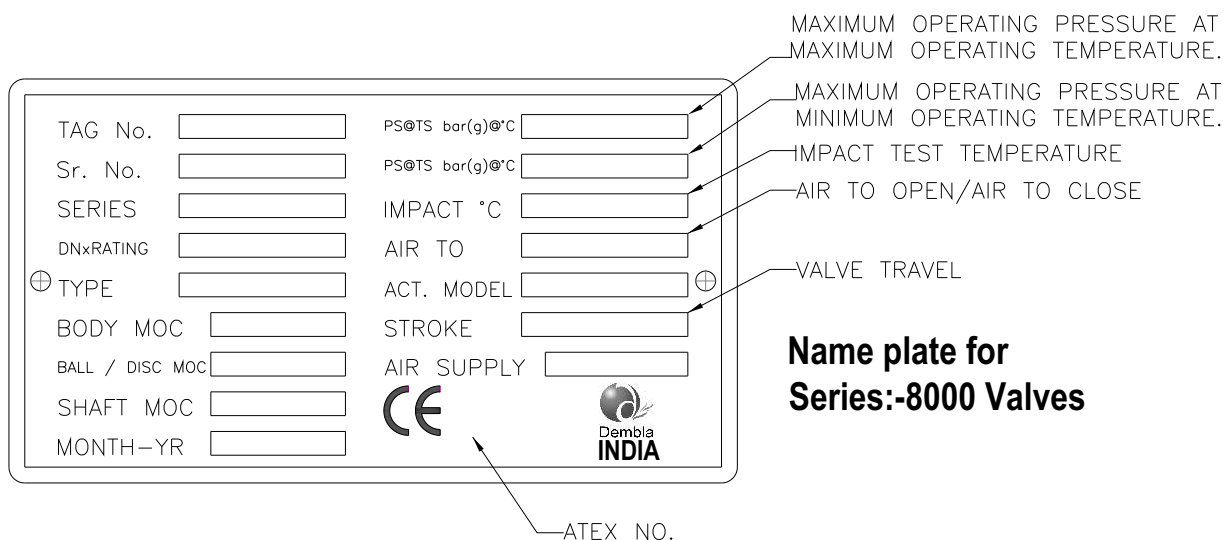 MAXIMUM OPERATING PRESSURE AT
MAXIMUM OPERATING TEMPERATURE.
MAXIMUM OPERATING PRESSURE AT
MINIMUM OPERATING TEMPERATURE.
IMPACT TEST TEMPERATURE
AIR TO OPEN/AIR TO CLOSE
VALVE TRAVEL
TAG No.
Sr. No.
SERIES
DNxRATING
TYPE
BODY MOC
BALL / DISC MOC
SHAFT MOC
MONTH-YR
PS@TS bar(g)@°C
PS@TS bar(g)@°C
IMPACT °C
AIR TO
ACT. MODEL
STROKE
AIR SUPPLY
CE
Dembla
INDIA
ATEX NO.
Name plate for
Series:-8000 Valves